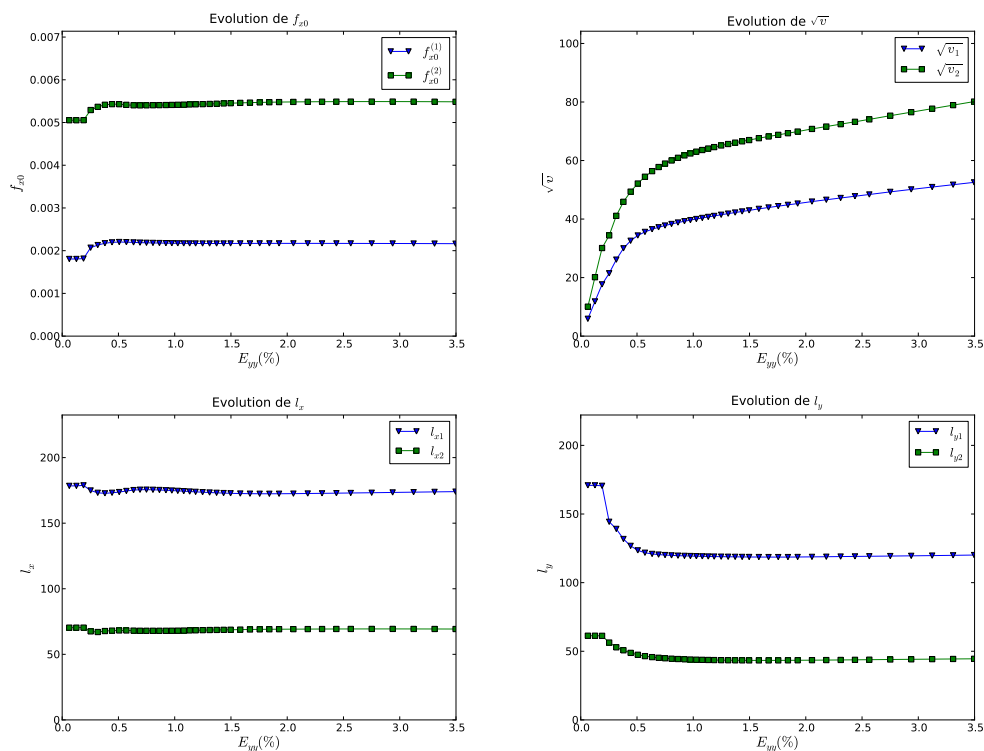 Evolution de $f_{x0}$
0.007
0.006
0.005
0.004
0.003
0.002
0.001
0.000
$f_{x0}$
$f_{x0}^{(1)}$
$f_{x0}^{(2)}$
0.0 0.5 1.0 1.5 2.0 2.5 3.0 3.5
$E_{yy}(\%)$
Evolution de $\sqrt{v}$
100
80
60
40
20
0
$\sqrt{v}$
$\sqrt{v_1}$
$\sqrt{v_2}$
0.0 0.5 1.0 1.5 2.0 2.5 3.0 3.5
$E_{yy}(\%)$
Evolution de $l_x$
200
150
100
50
0
$l_x$
$l_{x1}$
$l_{x2}$
0.0 0.5 1.0 1.5 2.0 2.5 3.0 3.5
$E_{yy}(\%)$
Evolution de $l_y$
200
150
100
50
0
$l_y$
$l_{y1}$
$l_{y2}$
0.0 0.5 1.0 1.5 2.0 2.5 3.0 3.5
$E_{yy}(\%)$